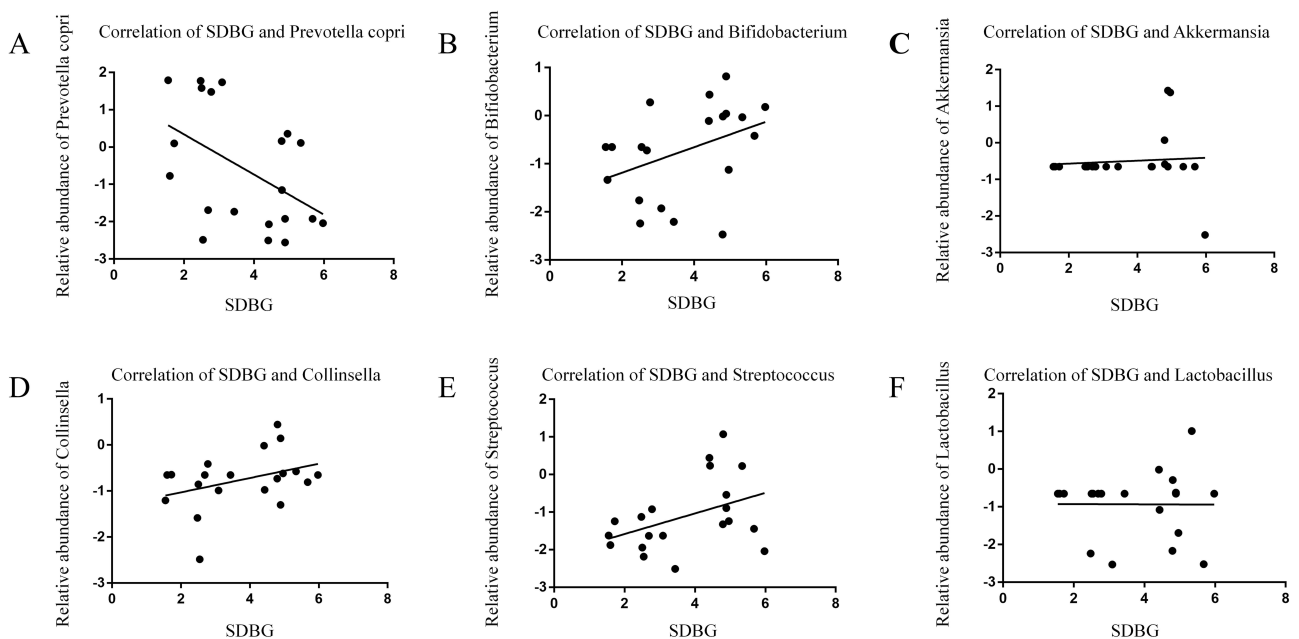 A
Correlation of SDBG and Prevotella copri
Relative abundance of Prevotella copri
2
1
0
-1
-2
-3
0 2 4 6 8
SDBG
B
Correlation of SDBG and Bifidobacterium
Relative abundance of Bifidobacterium
1
0
-1
-2
-3
0 2 4 6 8
SDBG
C
Correlation of SDBG and Akkermansia
Relative abundance of Akkermansia
2
1
0
-1
-2
-3
0 2 4 6 8
SDBG
D
Correlation of SDBG and Collinsella
Relative abundance of Collinsella
1
0
-1
-2
-3
0 2 4 6 8
SDBG
E
Correlation of SDBG and Streptococcus
Relative abundance of Streptococcus
2
1
0
-1
-2
-3
0 2 4 6 8
SDBG
F
Correlation of SDBG and Lactobacillus
Relative abundance of Lactobacillus
2
1
0
-1
-2
-3
0 2 4 6 8
SDBG